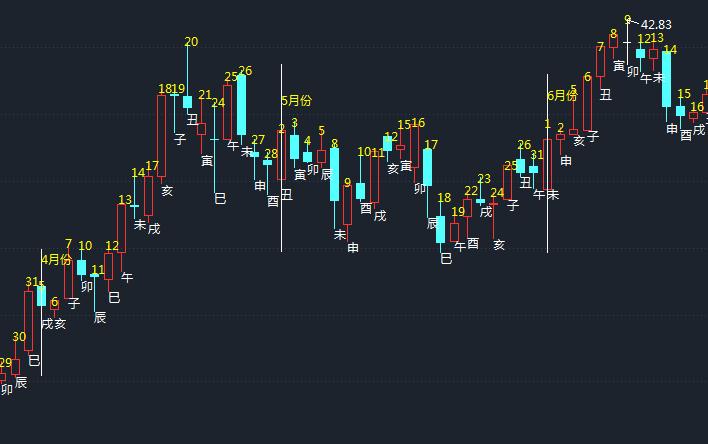 9
42.83
8
12
13
7
14
20
寅
卯
午
未
26
25
6
18
19
5
丑
6月份
15
21
5月份
24
16
丑
申
酉
戌
子
2
3
12
15
16
1
2
子
27
4
5
寅
午
未
28
8
10
11
17
26
寅
31
25
申
14
17
寅
卯
辰
亥
寅
申
亥
9
卯
23
丑
午
未
巳
酉
丑
18
22
24
13
酉
戌
子
19
戌
未
戌
辰
未
酉
7
10
申
午
亥
12
巳
4月份
11
午
31
5
卯
6
巳
子
辰
戌
亥
30
巳
29
辰
卯